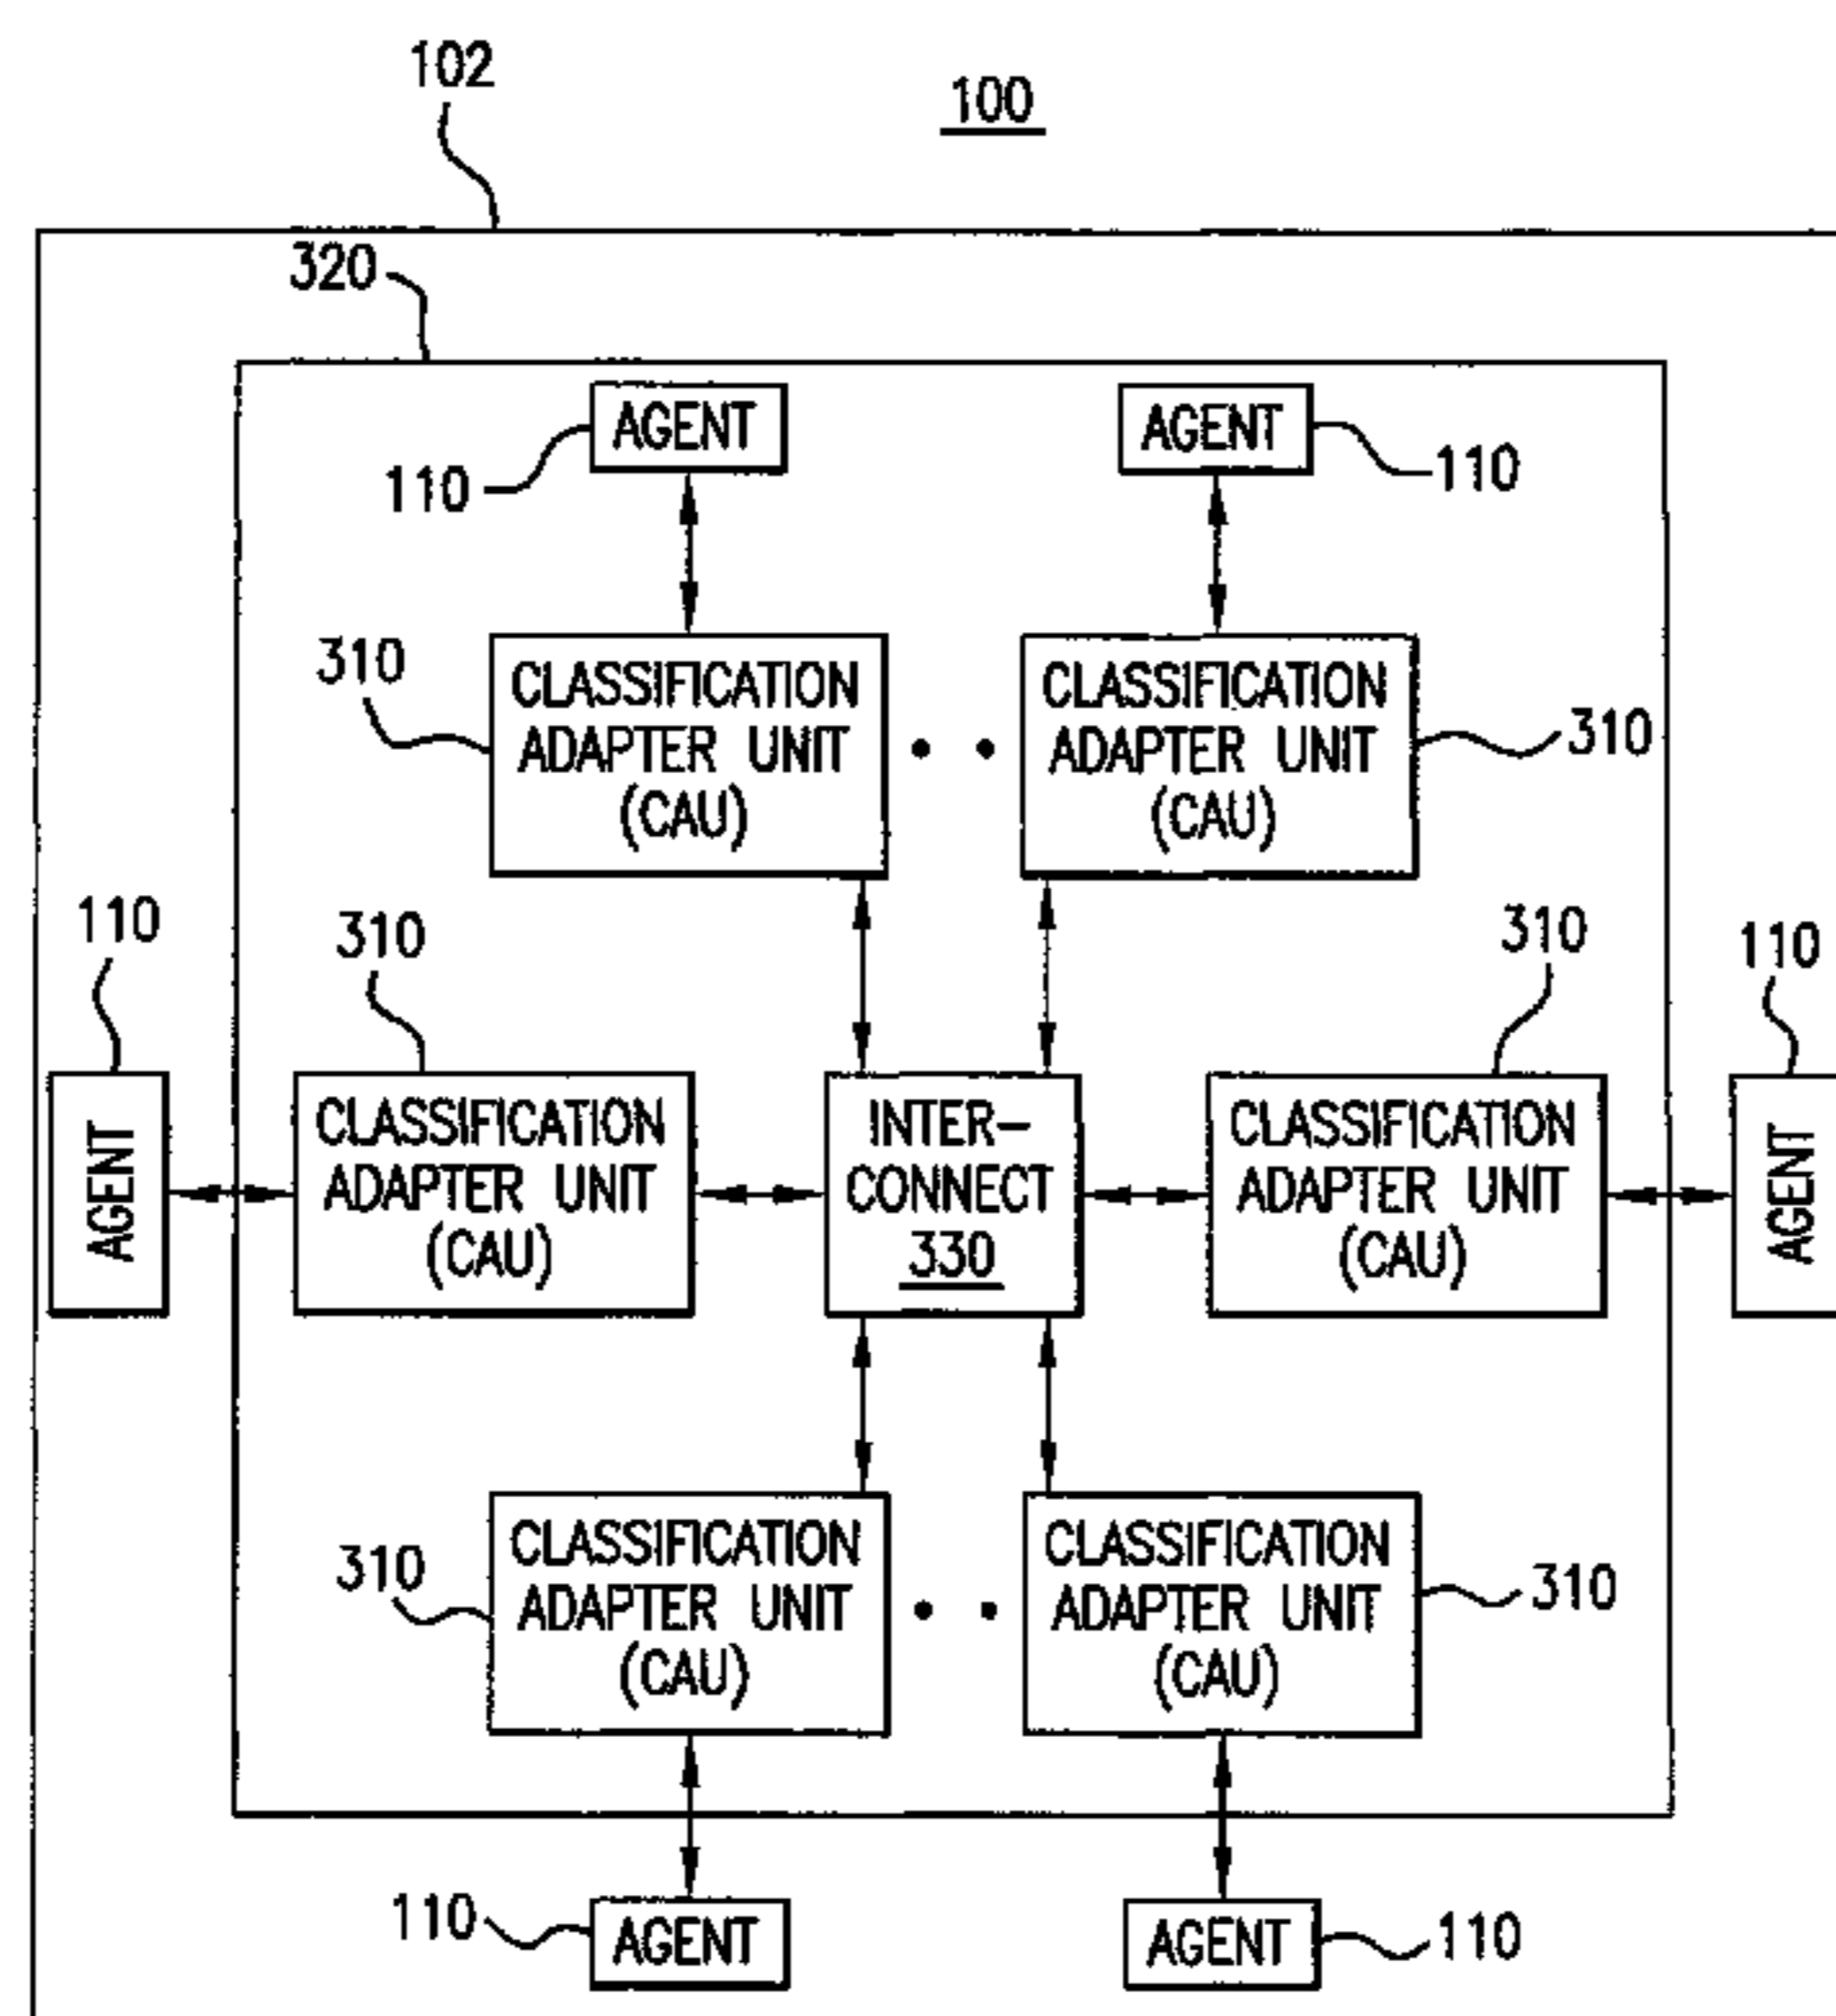 102
100
320
AGENT
AGENT
110
110
310
CLASSIFICATION
ADAPTER UNIT
(CAU)
CLASSIFICATION
ADAPTER UNIT
(CAU)
310
110
310
310
110
AGENT
CLASSIFICATION
ADAPTER UNIT
(CAU)
INTER-
CONNECT
330
CLASSIFICATION
ADAPTER UNIT
(CAU)
AGENT
310
CLASSIFICATION
ADAPTER UNIT
(CAU)
CLASSIFICATION
ADAPTER UNIT
(CAU)
310
110
AGENT
AGENT
110